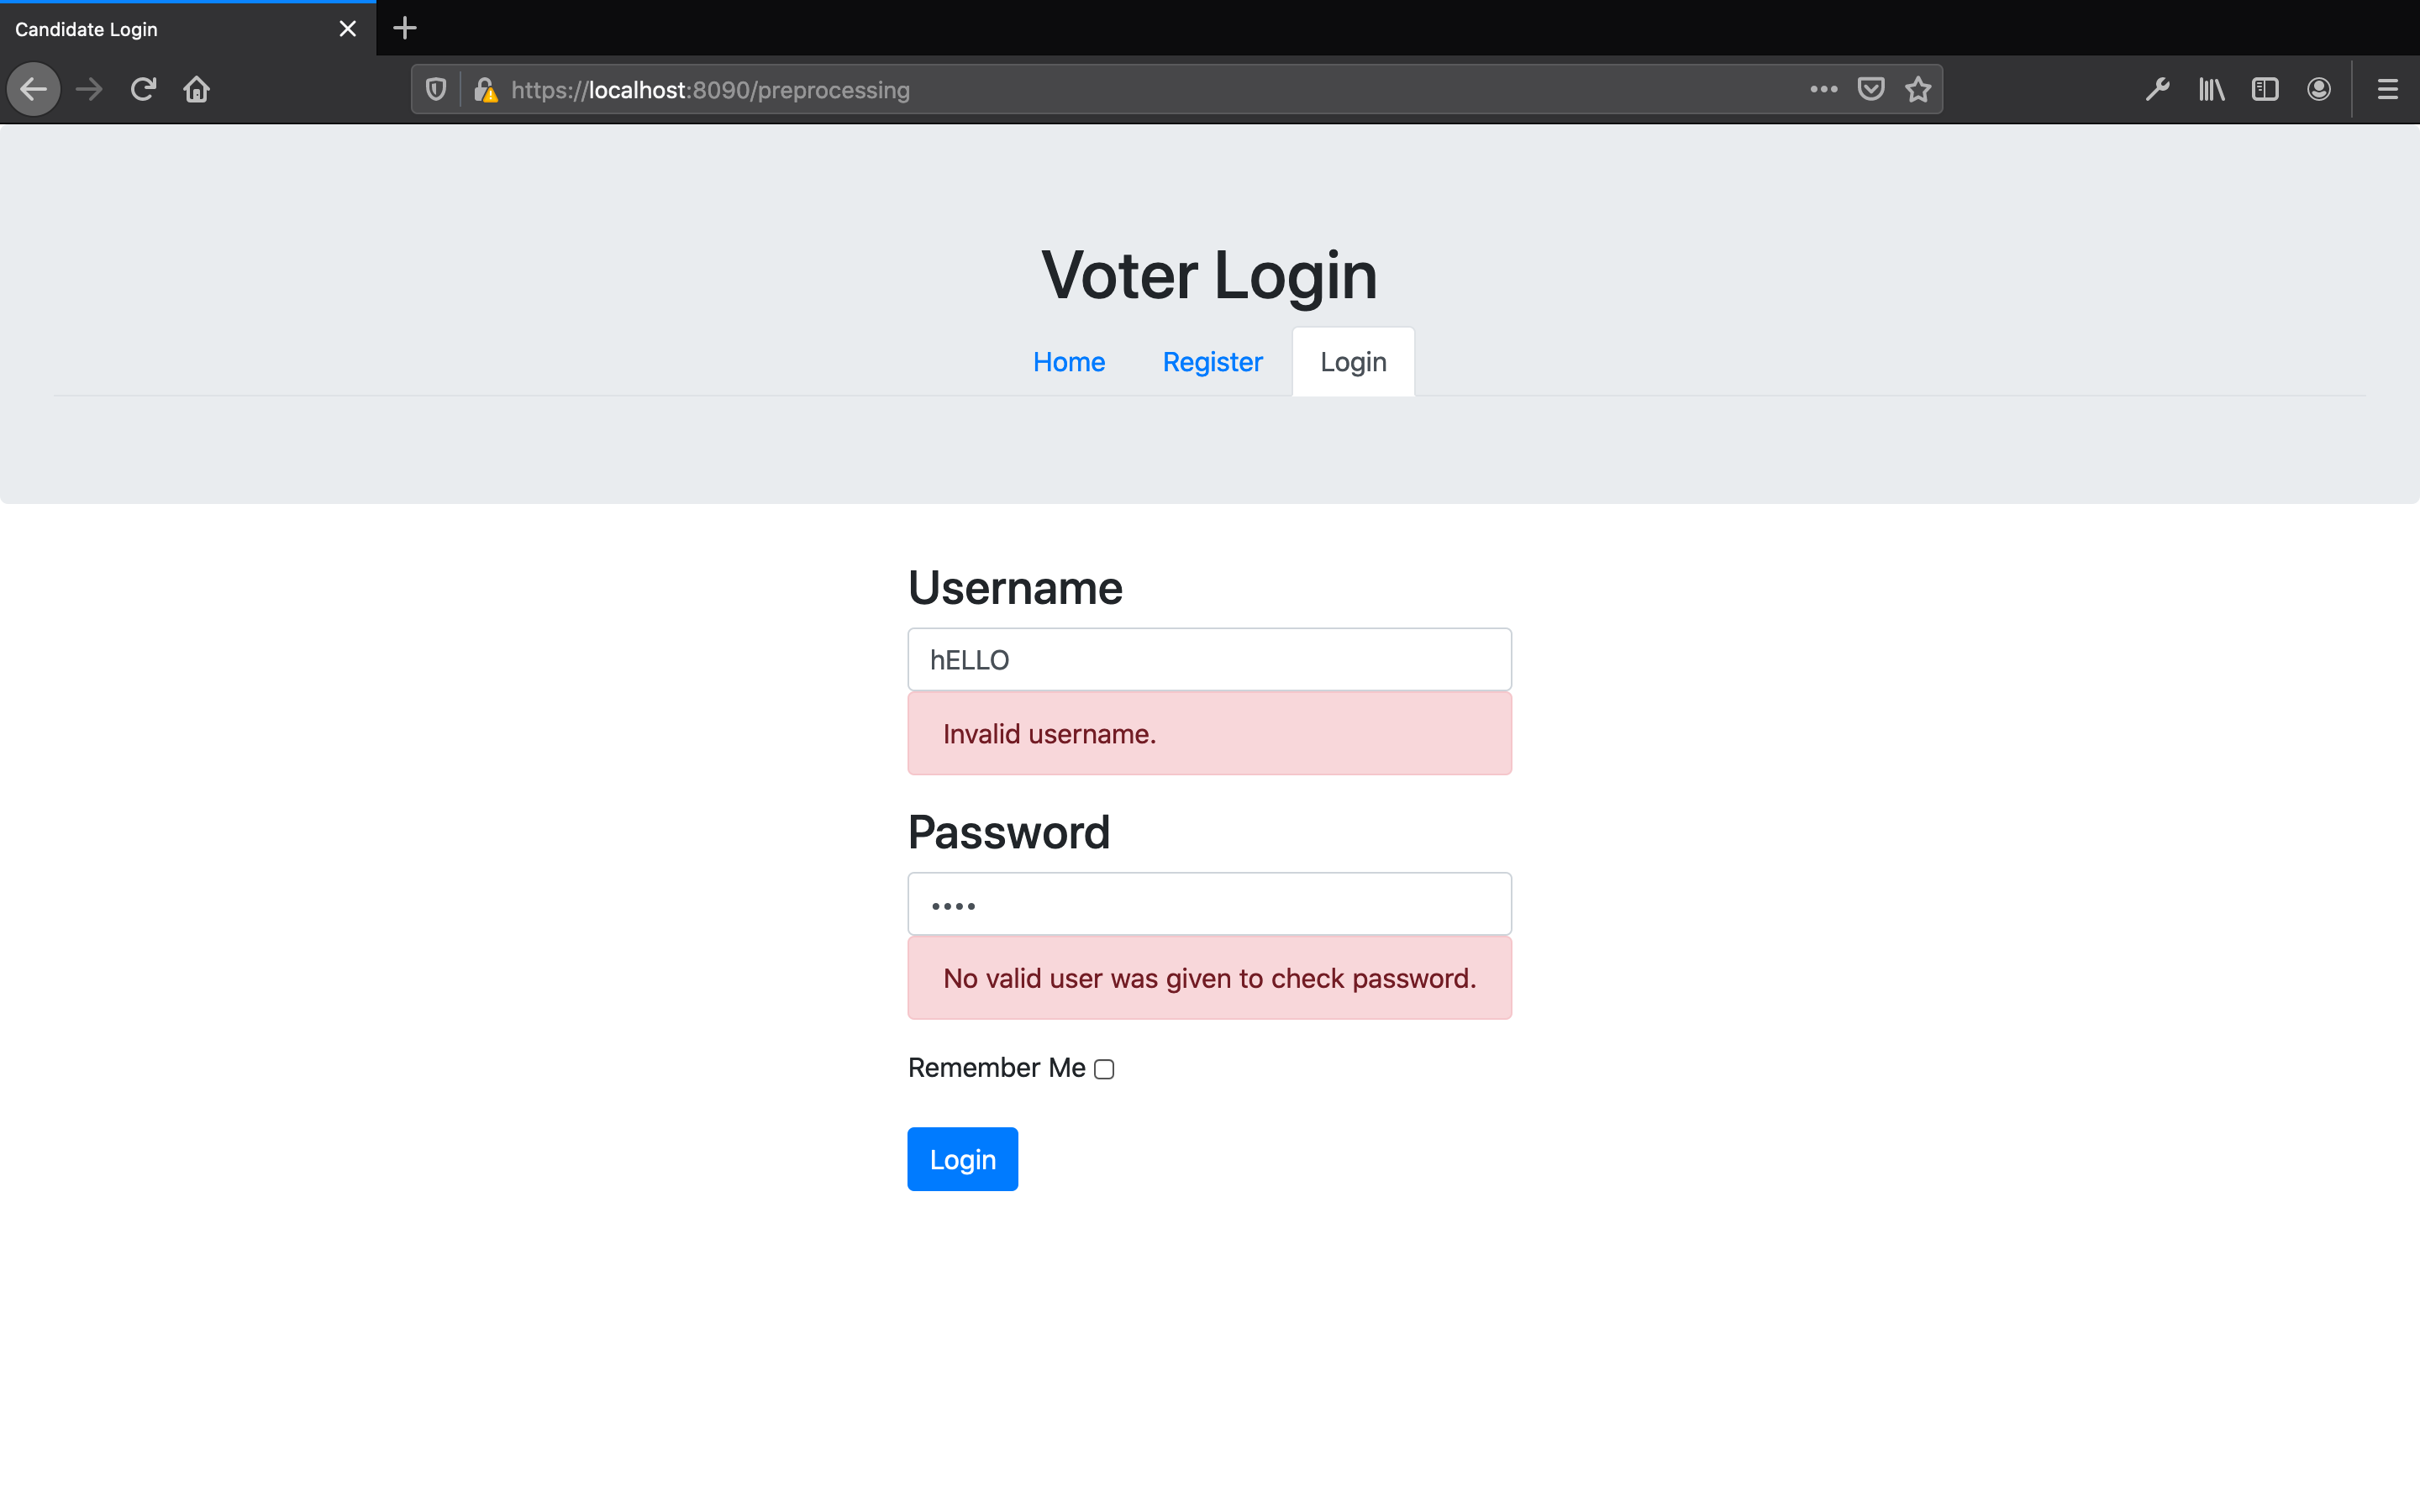 Candidate Login
https://localhost:8090/preprocessing
Voter Login
Home Register Login
Username
hELLO
Invalid username.
Password
••••
No valid user was given to check password.
Remember Me
Login